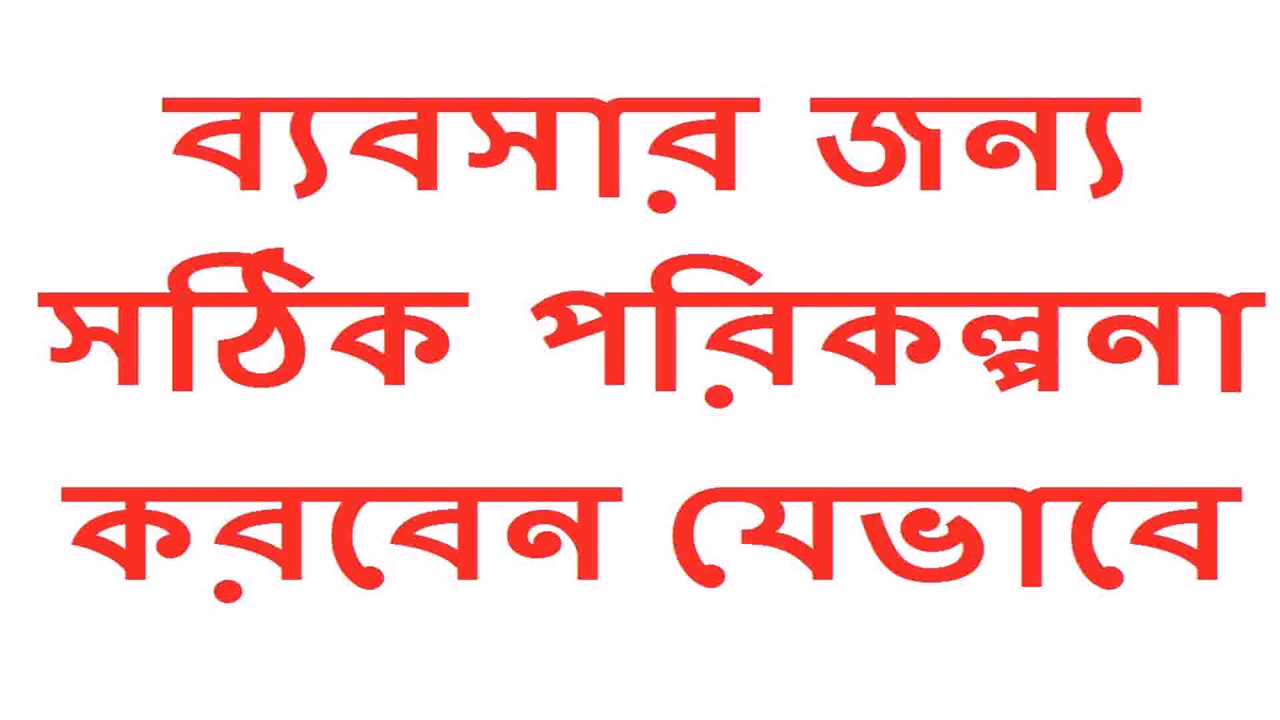 ব্যবসার জন্য
সঠিক পরিকল্পনা
করবেন যেভাবে